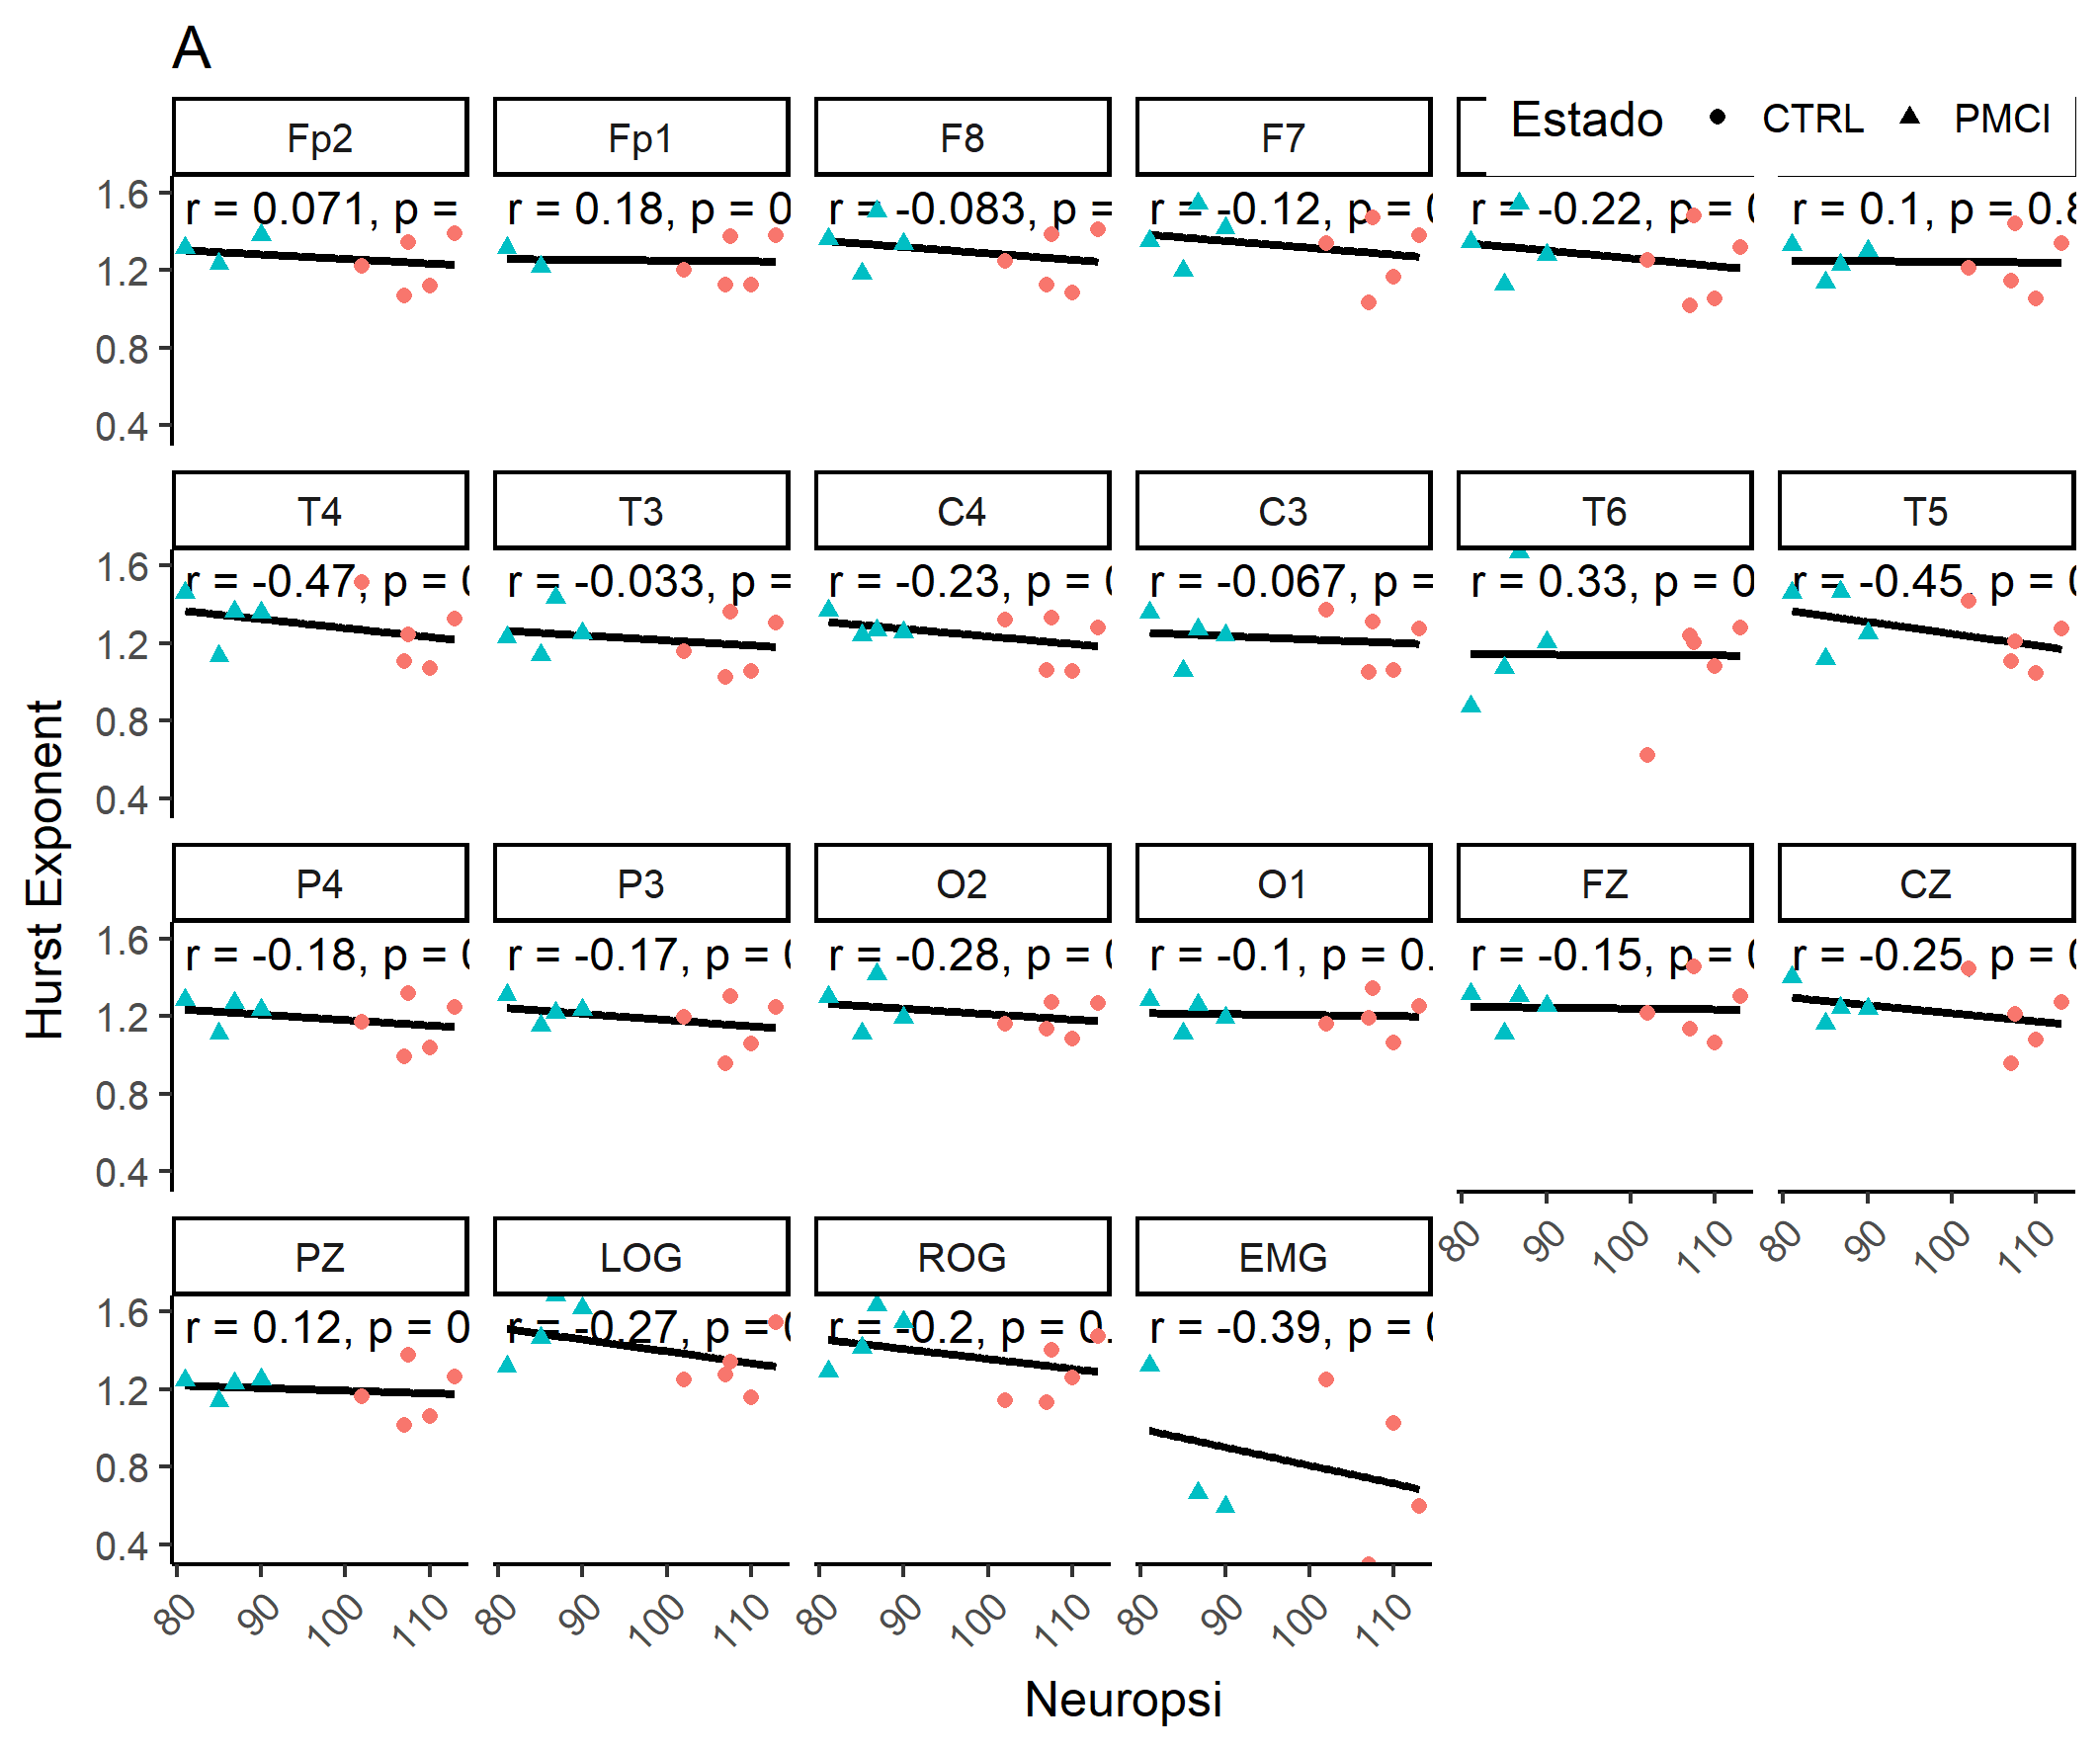 A
Estado CTRL PMCI
Fp2 Fp1 F8 F7
r = 0.071, p = r = 0.18, p = 0 r = -0.083, p = r = -0.12, p = r = -0.22, p = r = 0.1, p = 0.8
1.6
1.2
0.8
0.4
T4 T3 C4 C3 T6 T5
r = -0.47, p = r = -0.033, p = r = -0.23, p = r = -0.067, p = r = 0.33, p = 0 r = -0.45, p =
1.6
1.2
0.8
0.4
P4 P3 O2 O1 FZ CZ
r = -0.18, p = r = -0.17, p = r = -0.28, p = r = -0.1, p = 0. r = -0.15, p = r = -0.25, p =
1.6
1.2
0.8
0.4
80 90 100 110 80 90 100 110
PZ LOG ROG EMG
r = 0.12, p = 0 r = -0.27, p = r = -0.2, p = 0. r = -0.39, p =
1.6
1.2
0.8
0.4
80 90 100 110 80 90 100 110 80 90 100 110 80 90 100 110
Hurst Exponent
Neuropsi